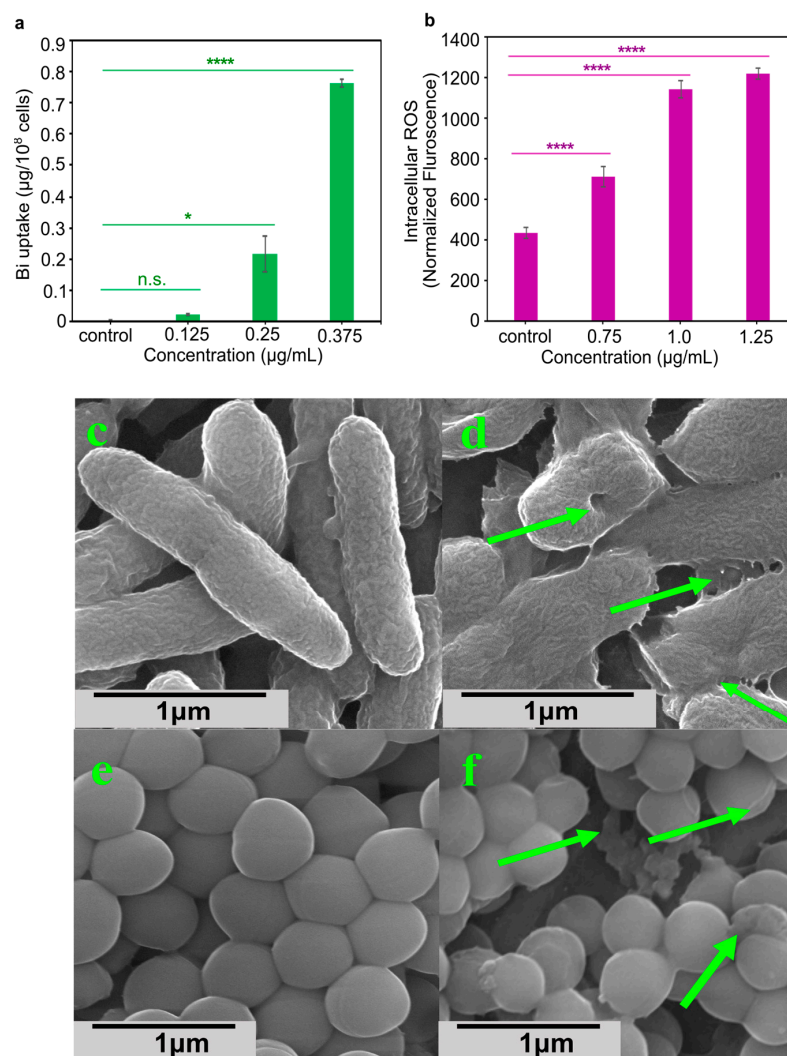 a
Bi uptake (µg/10⁸ cells)
0.9
0.8
0.7
0.6
0.5
0.4
0.3
0.2
0.1
0
****
*
n.s.
control
0.125
0.25
0.375
Concentration (µg/mL)
b
Intracellular ROS
(Normalized Fluroscence)
1400
1200
1000
800
600
400
200
0
****
****
****
control
0.75
1.0
1.25
Concentration (µg/mL)
c
1µm
d
1µm
e
1µm
f
1µm